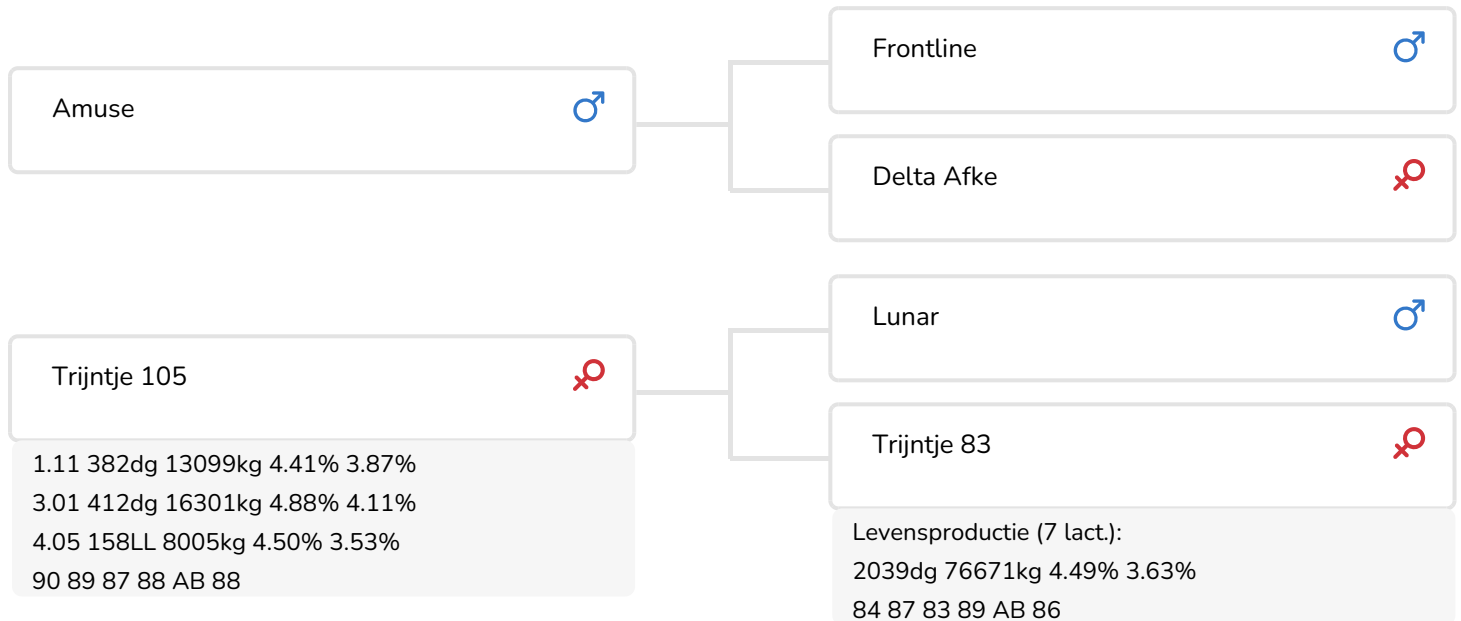 Amuse
Frontline
Delta Afke
Trijntje 105
1.11 382dg 13099kg 4.41% 3.87%
3.01 412dg 16301kg 4.88% 4.11%
4.05 158LL 8005kg 4.50% 3.53%
90 89 87 88 AB 88
Lunar
Trijntje 83
Levensproductie (7 lact.):
2039dg 76671kg 4.49% 3.63%
84 87 83 89 AB 86